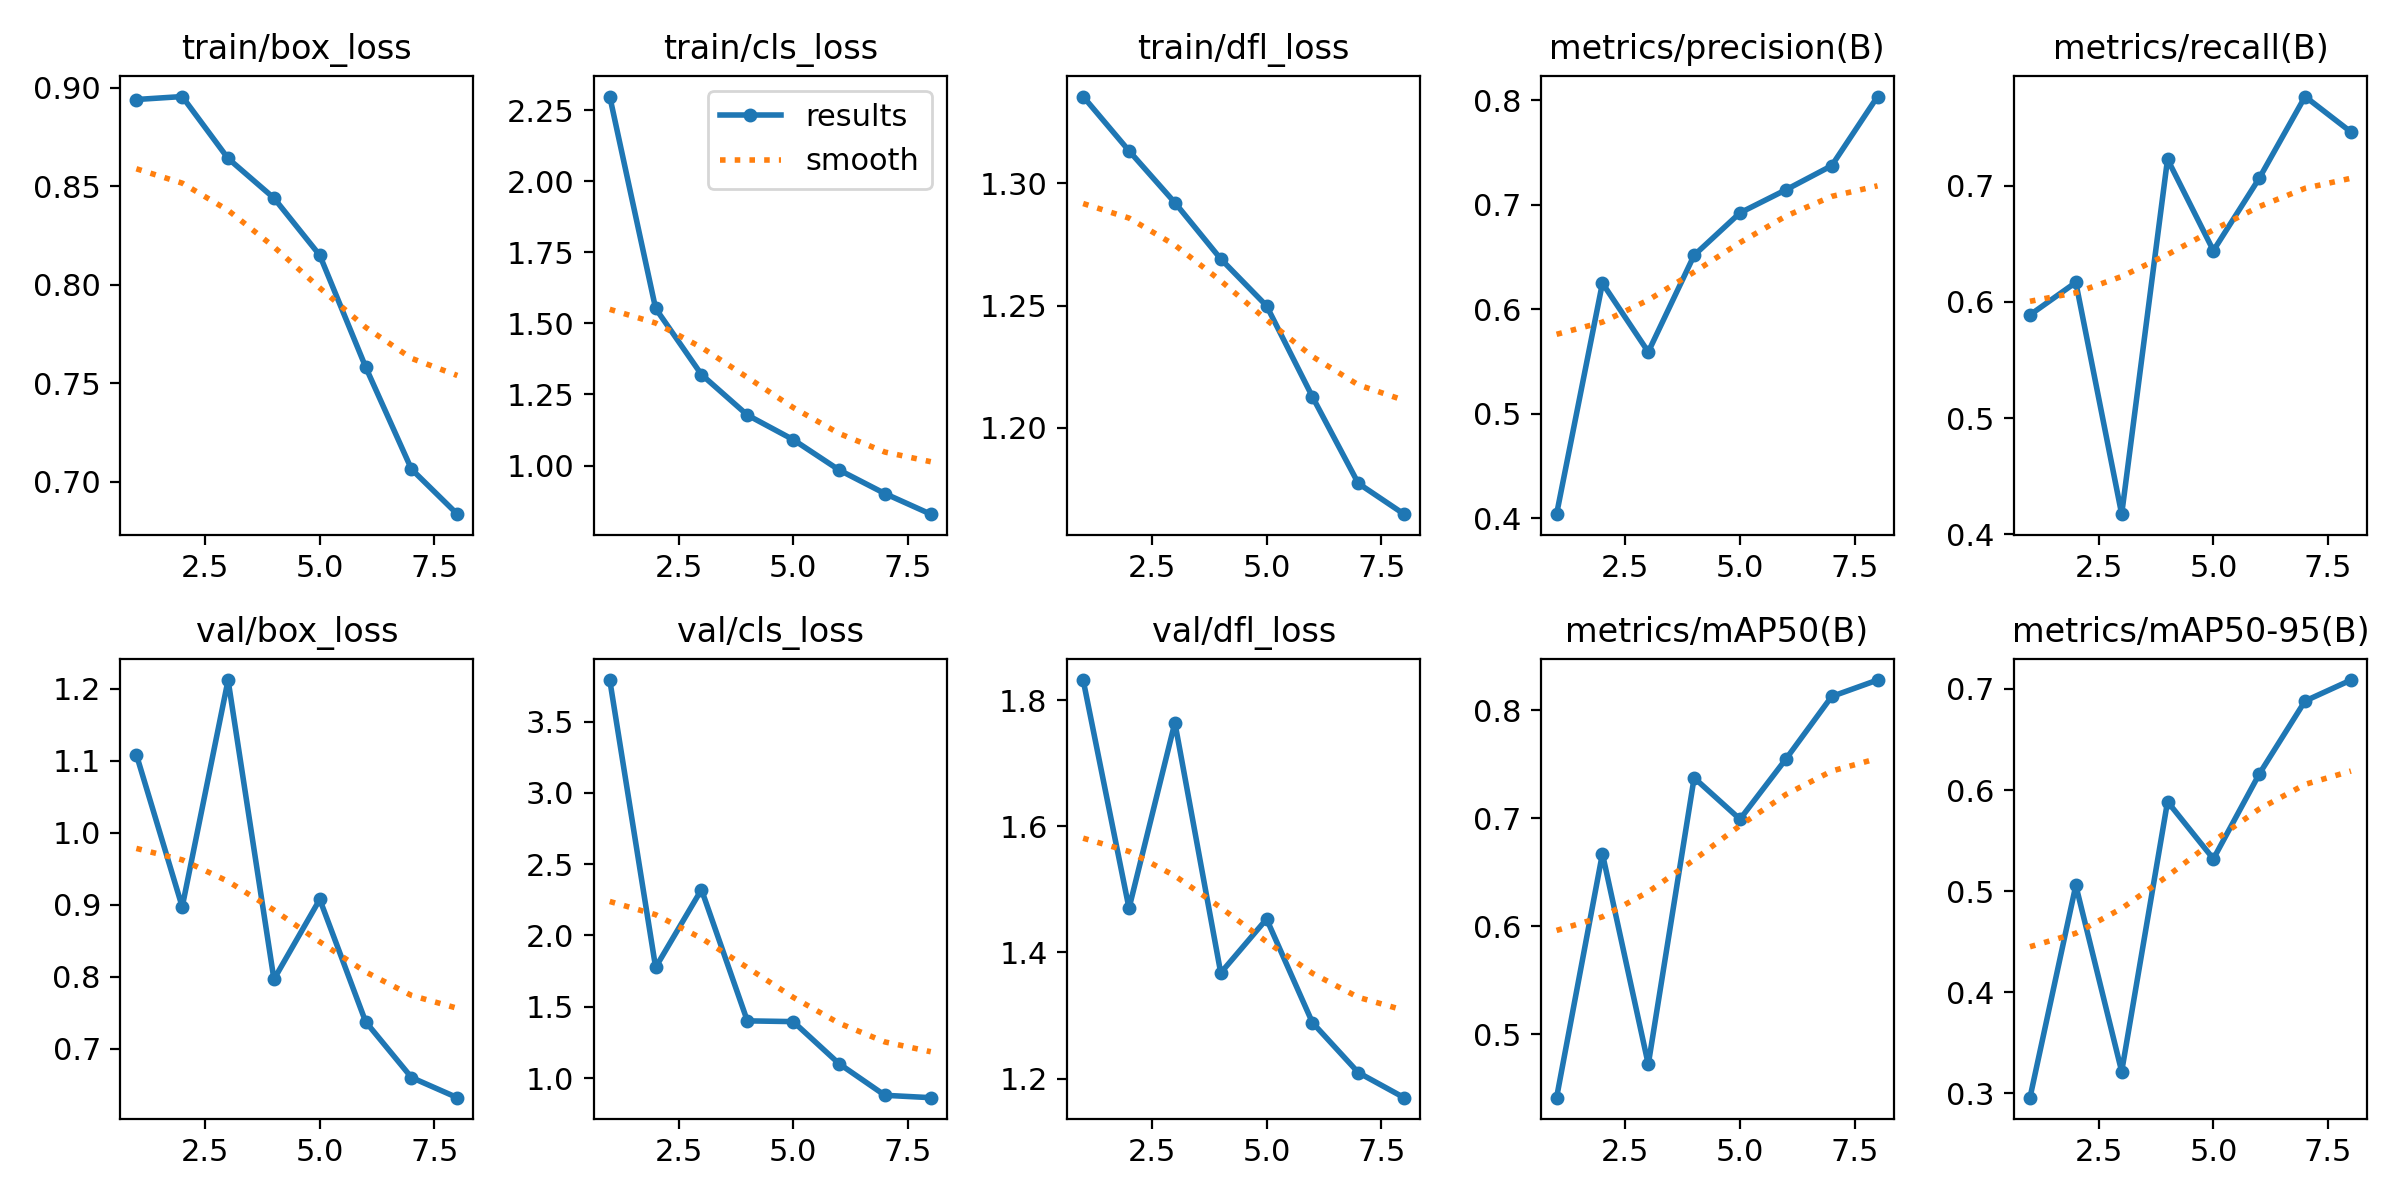 train/box_loss
0.90
0.85
0.80
0.75
0.70
2.5 5.0 7.5
train/cls_loss
results
smooth
2.25
2.00
1.75
1.50
1.25
1.00
2.5 5.0 7.5
train/dfl_loss
1.30
1.25
1.20
2.5 5.0 7.5
metrics/precision(B)
0.8
0.7
0.6
0.5
0.4
2.5 5.0 7.5
metrics/recall(B)
0.7
0.6
0.5
0.4
2.5 5.0 7.5
val/box_loss
1.2
1.1
1.0
0.9
0.8
0.7
2.5 5.0 7.5
val/cls_loss
3.5
3.0
2.5
2.0
1.5
1.0
2.5 5.0 7.5
val/dfl_loss
1.8
1.6
1.4
1.2
2.5 5.0 7.5
metrics/mAP50(B)
0.8
0.7
0.6
0.5
2.5 5.0 7.5
metrics/mAP50-95(B)
0.7
0.6
0.5
0.4
0.3
2.5 5.0 7.5